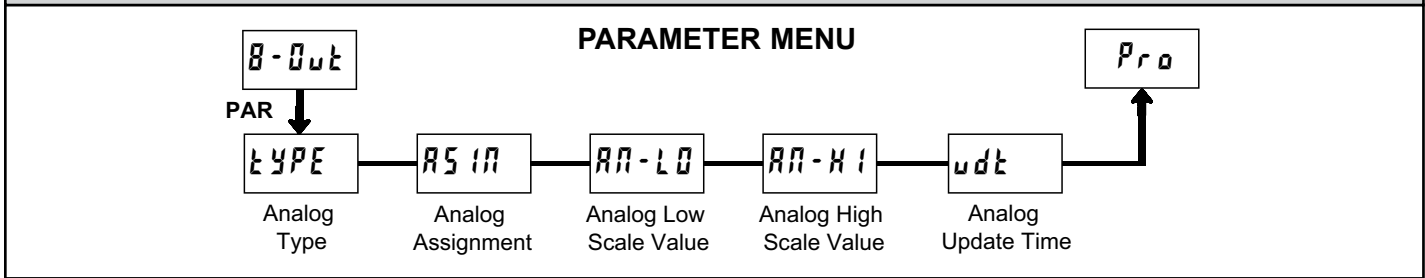 PARAMETER MENU
8-Out
Pro
PAR
tYPE
ASIN
AN-LO
AN-HI
udt
Analog
Type
Analog
Assignment
Analog Low
Scale Value
Analog High
Scale Value
Analog
Update Time